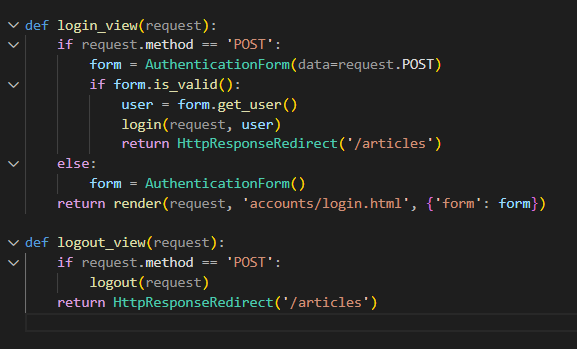 def login_view(request):
    if request.method == 'POST':
        form = AuthenticationForm(data=request.POST)
        if form.is_valid():
            user = form.get_user()
            login(request, user)
            return HttpResponseRedirect('/articles')
    else:
        form = AuthenticationForm()
    return render(request, 'accounts/login.html', {'form': form})
def logout_view(request):
    if request.method == 'POST':
        logout(request)
    return HttpResponseRedirect('/articles')